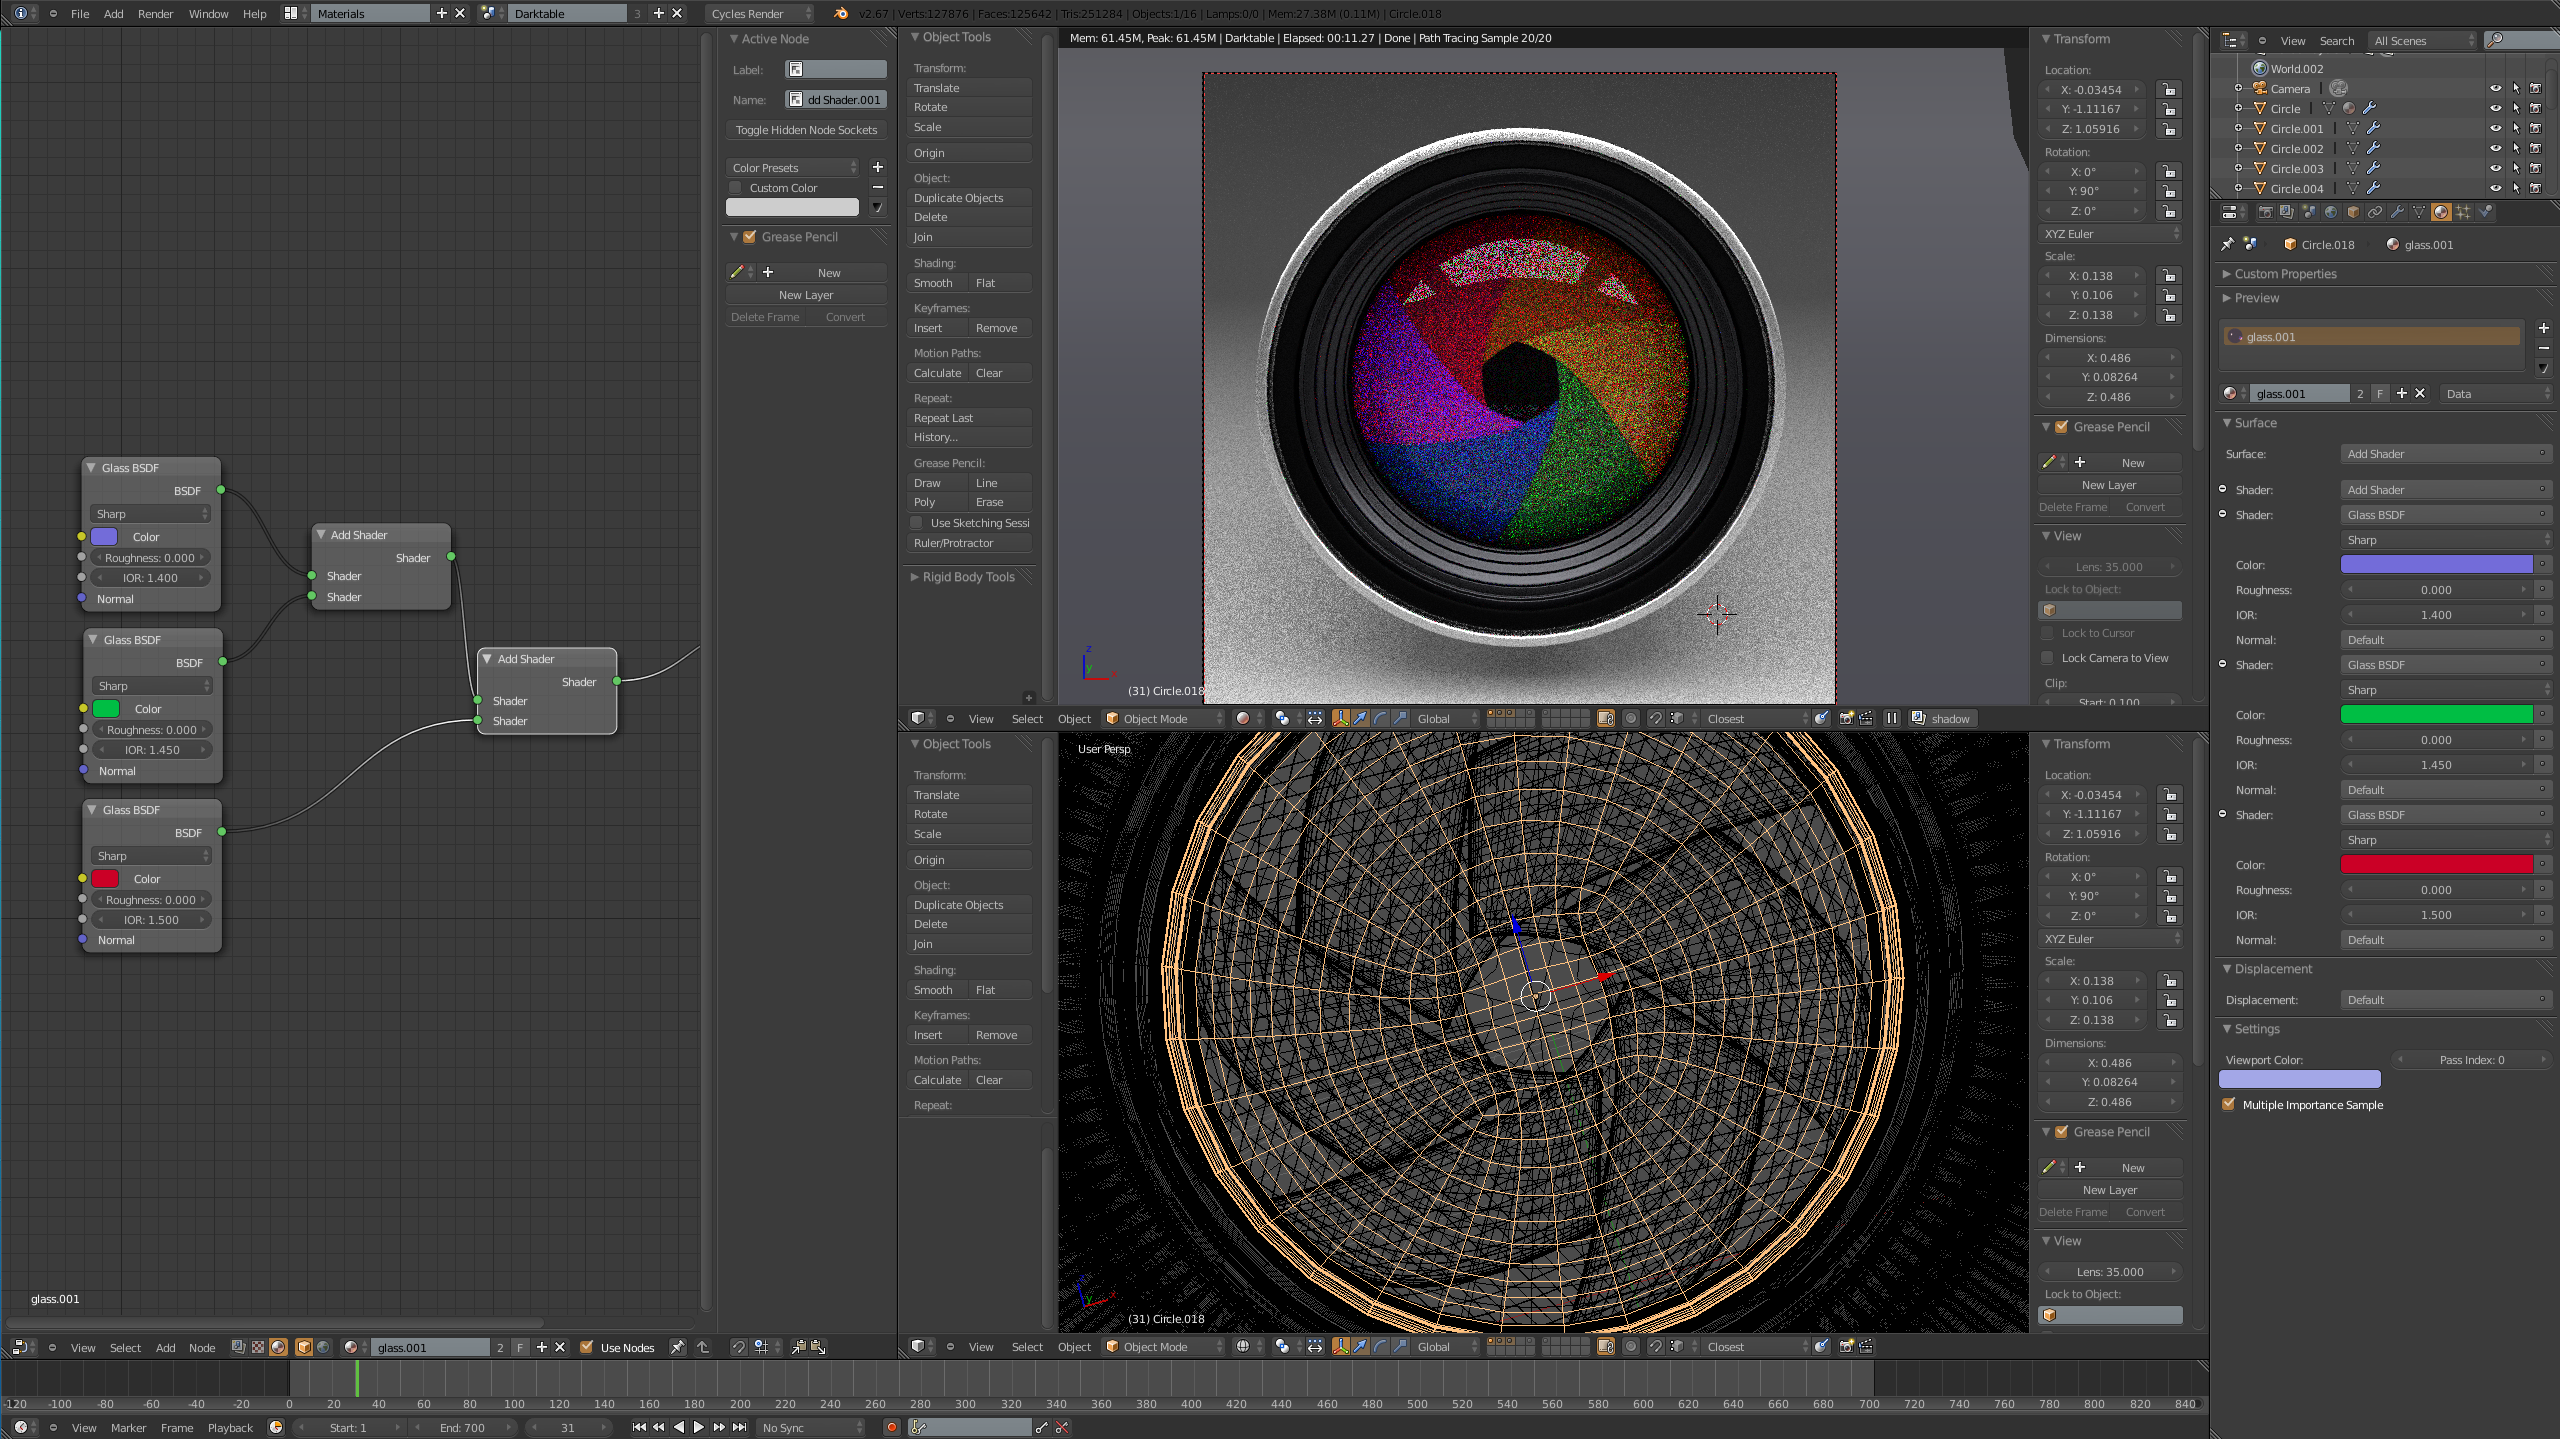 File Add Render Window Help Materials Darktable 3 Cycles Render v2.67 | Verts:127876 | Faces:125642 | Tris:251284 | Objects:1/16 | Lamps:0/0 | Mem:27.38M (0.11M) | Circle.018
Active Node
Label:
Name: dd Shader.001
Toggle Hidden Node Sockets
Color Presets
Custom Color
Grease Pencil
New
New Layer
Delete Frame Convert
Glass BSDF
BSDF
Sharp
Color
Roughness: 0.000
IOR: 1.400
Normal
Add Shader
Shader
Shader
Shader
Glass BSDF
BSDF
Sharp
Color
Roughness: 0.000
IOR: 1.450
Normal
Add Shader
Shader
Shader
Shader
Glass BSDF
BSDF
Sharp
Color
Roughness: 0.000
IOR: 1.500
Normal
glass.001
View Select Add Node glass.001 2 F Use Nodes
Object Tools
Transform:
Translate
Rotate
Scale
Origin
Object:
Duplicate Objects
Delete
Join
Shading:
Smooth Flat
Keyframes:
Insert Remove
Motion Paths:
Calculate Clear
Repeat:
Repeat Last
History...
Grease Pencil:
Draw Line
Poly Erase
Use Sketching Sessi
Ruler/Protractor
Rigid Body Tools
Mem: 61.45M, Peak: 61.45M | Darktable | Elapsed: 00:11.27 | Done | Path Tracing Sample 20/20
z
y
(31) Circle.018
View Select Object Object Mode Global Closest shadow
Transform
Location:
X: -0.03454
Y: -1.11167
Z: 1.05916
Rotation:
X: 0°
Y: 90°
Z: 0°
XYZ Euler
Scale:
X: 0.138
Y: 0.106
Z: 0.138
Dimensions:
X: 0.486
Y: 0.08264
Z: 0.486
Grease Pencil
New
New Layer
Delete Frame Convert
View
Lens: 35.000
Lock to Object:
Lock to Cursor
Lock Camera to View
Clip:
Start: 0.100
Object Tools
Transform:
Translate
Rotate
Scale
Origin
Object:
Duplicate Objects
Delete
Join
Shading:
Smooth Flat
Keyframes:
Insert Remove
Motion Paths:
Calculate Clear
Repeat:
User Persp
(31) Circle.018
View Select Object Object Mode Global Closest
Transform
Location:
X: -0.03454
Y: -1.11167
Z: 1.05916
Rotation:
X: 0°
Y: 90°
Z: 0°
XYZ Euler
Scale:
X: 0.138
Y: 0.106
Z: 0.138
Dimensions:
X: 0.486
Y: 0.08264
Z: 0.486
Grease Pencil
New
New Layer
Delete Frame Convert
View
Lens: 35.000
Lock to Object:
View Search All Scenes
World.002
Camera
Circle
Circle.001
Circle.002
Circle.003
Circle.004
Circle.018 glass.001
Custom Properties
Preview
glass.001
glass.001 2 F Data
Surface
Surface: Add Shader
Shader: Add Shader
Shader: Glass BSDF
Sharp
Color:
Roughness: 0.000
IOR: 1.400
Normal: Default
Shader: Glass BSDF
Sharp
Color:
Roughness: 0.000
IOR: 1.450
Normal: Default
Shader: Glass BSDF
Sharp
Color:
Roughness: 0.000
IOR: 1.500
Normal: Default
Displacement
Displacement: Default
Settings
Viewport Color: Pass Index: 0
Multiple Importance Sample
-120 -100 -80 -60 -40 -20 0 20 40 60 80 100 120 140 160 180 200 220 240 260 280 300 320 340 360 380 400 420 440 460 480 500 520 540 560 580 600 620 640 660 680 700 720 740 760 780 800 820 840
View Marker Frame Playback Start: 1 End: 700 31 No Sync